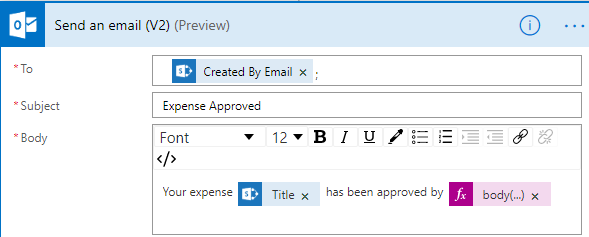 Send an email (V2) (Preview)
* To
Created By Email × ;
* Subject
Expense Approved
* Body
Font 12 B I U
</>
Your expense Title × has been approved by fx body(...) ×